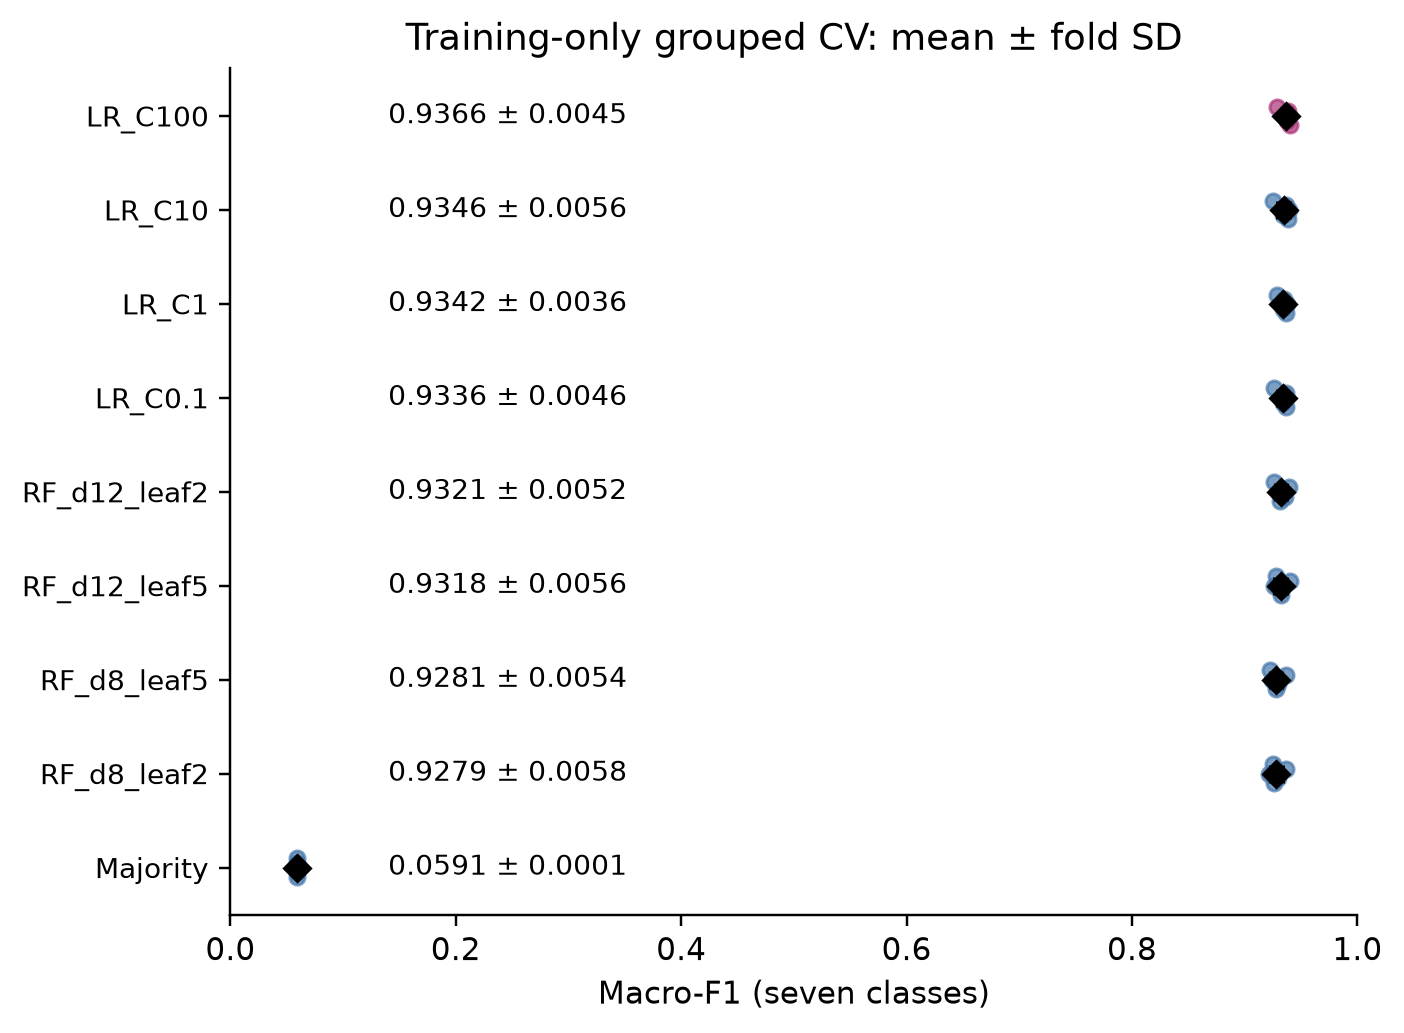 Training-only grouped CV: mean ± fold SD
LR_C100 0.9366 ± 0.0045
LR_C10 0.9346 ± 0.0056
LR_C1 0.9342 ± 0.0036
LR_C0.1 0.9336 ± 0.0046
RF_d12_leaf2 0.9321 ± 0.0052
RF_d12_leaf5 0.9318 ± 0.0056
RF_d8_leaf5 0.9281 ± 0.0054
RF_d8_leaf2 0.9279 ± 0.0058
Majority 0.0591 ± 0.0001
0.0 0.2 0.4 0.6 0.8 1.0
Macro-F1 (seven classes)